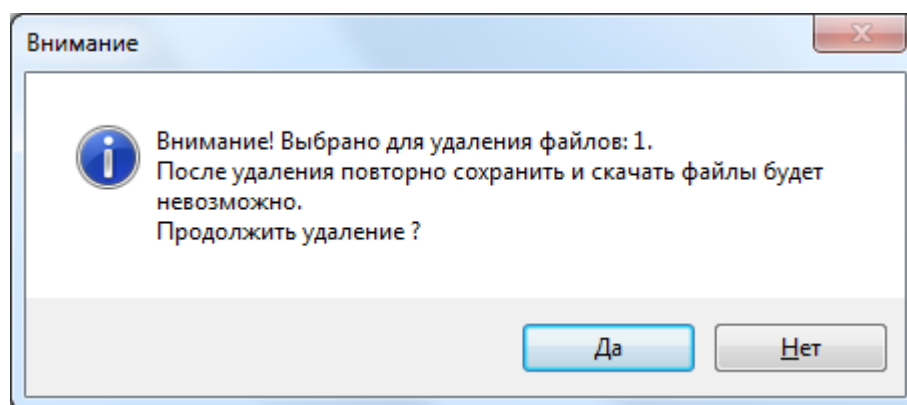 Внимание
Внимание! Выбрано для удаления файлов: 1.
После удаления повторно сохранить и скачать файлы будет
невозможно.
Продолжить удаление ?
Да
Нет